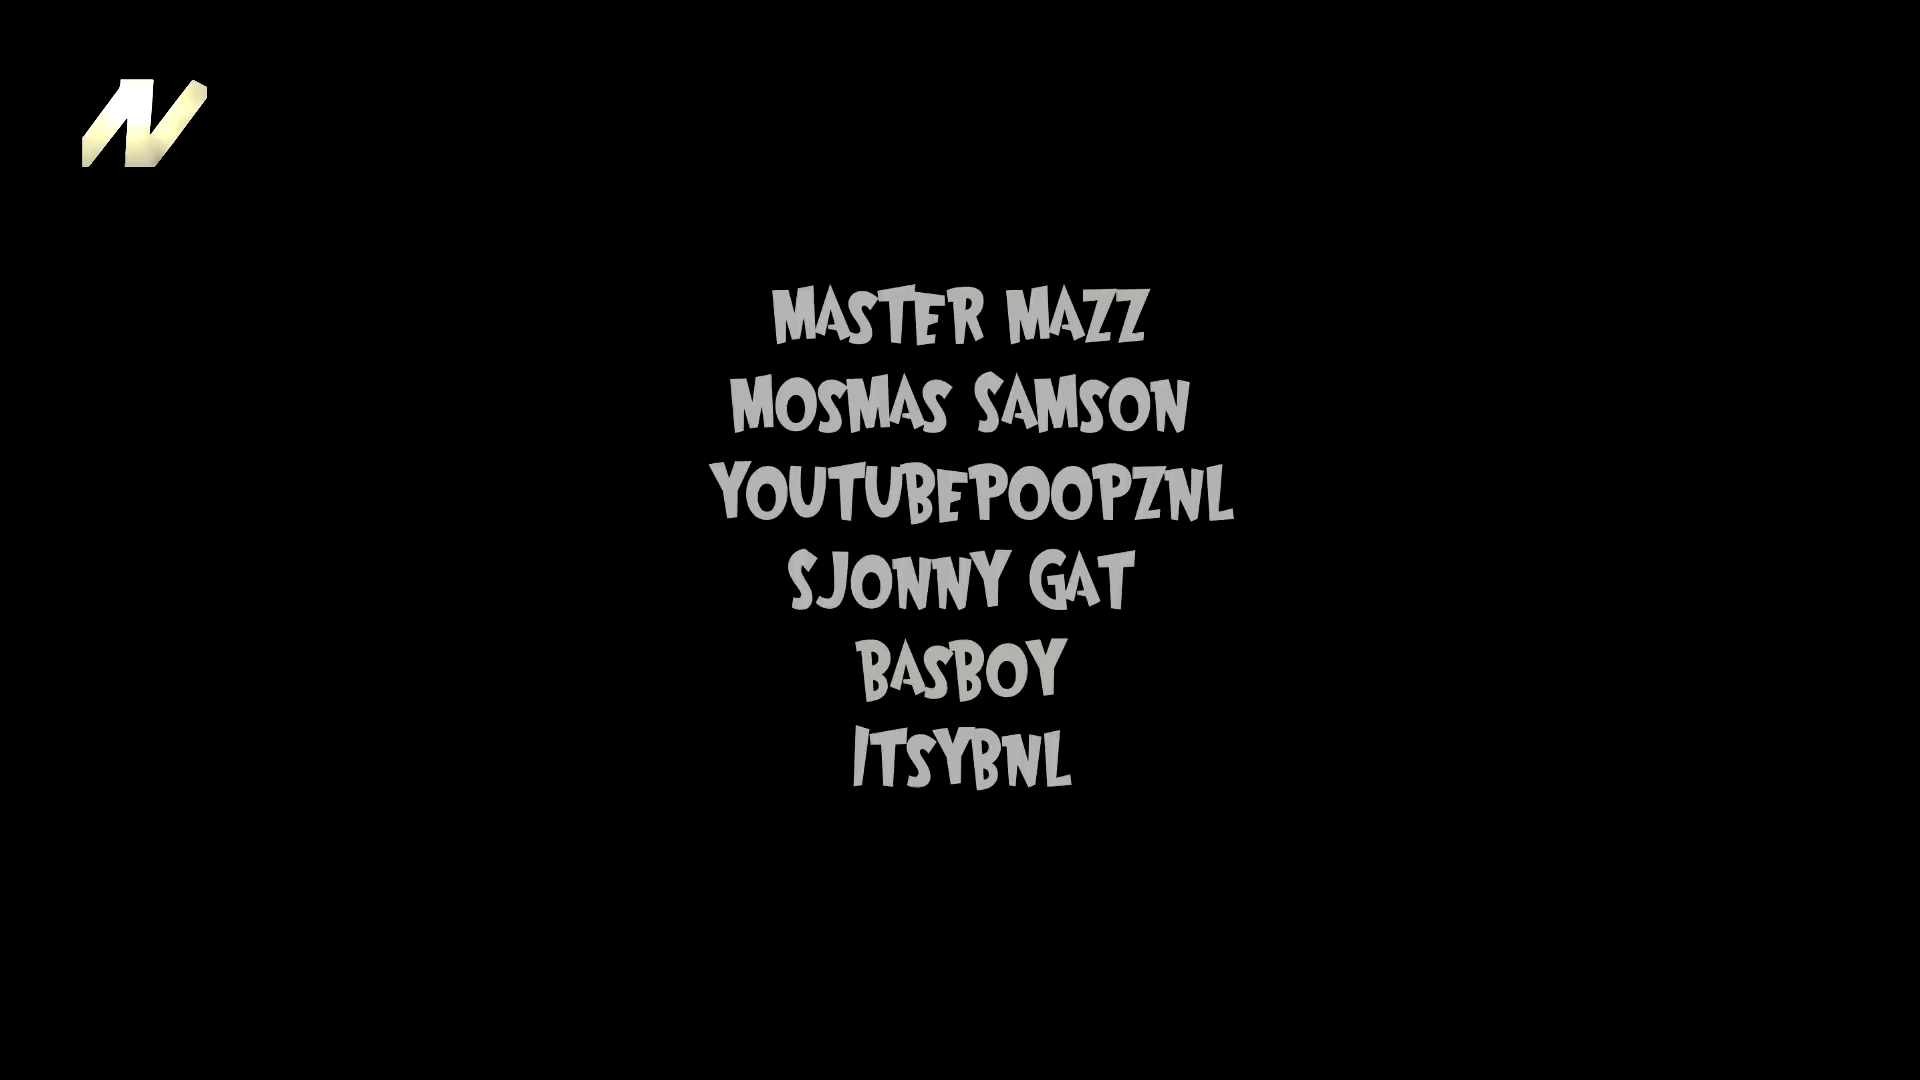 N
MASTER MAZZ
MOSMAS SAMSON
YOUTUBEPOOPZNL
SJONNY GAT
BASBOY
ITSYBNL